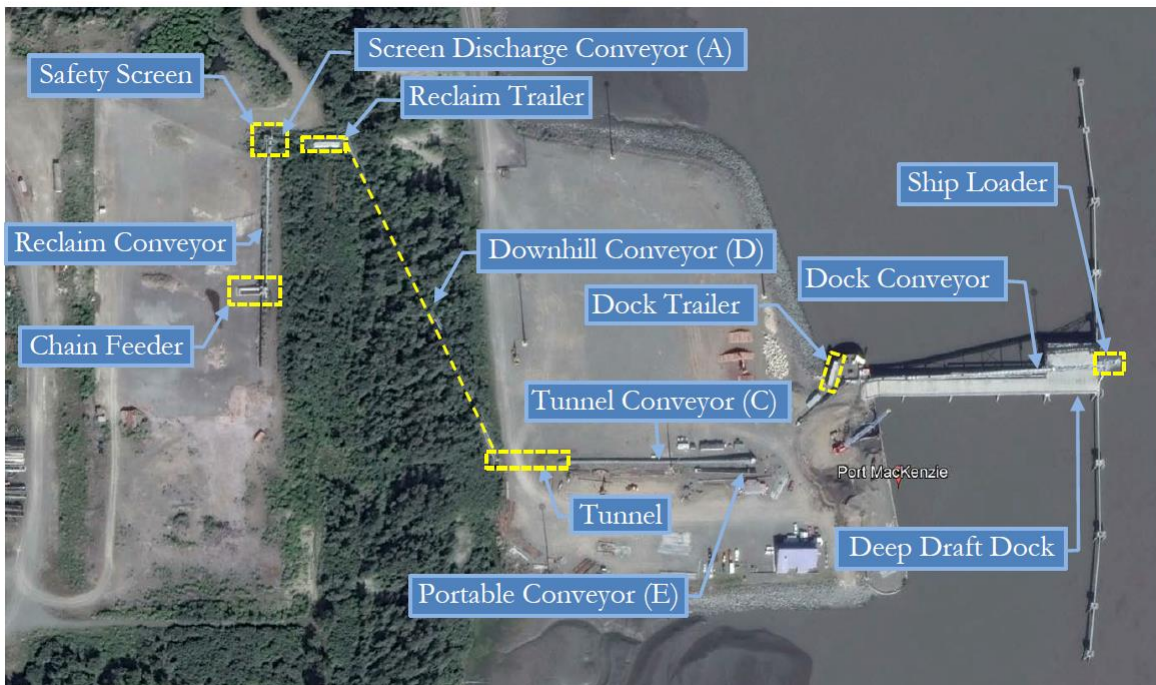 Screen Discharge Conveyor (A)
Safety Screen
Reclaim Trailer
Ship Loader
Reclaim Conveyor
Downhill Conveyor (D)
Dock Conveyor
Dock Trailer
Chain Feeder
Tunnel Conveyor (C)
Port MacKenzie
Tunnel
Deep Draft Dock
Portable Conveyor (E)